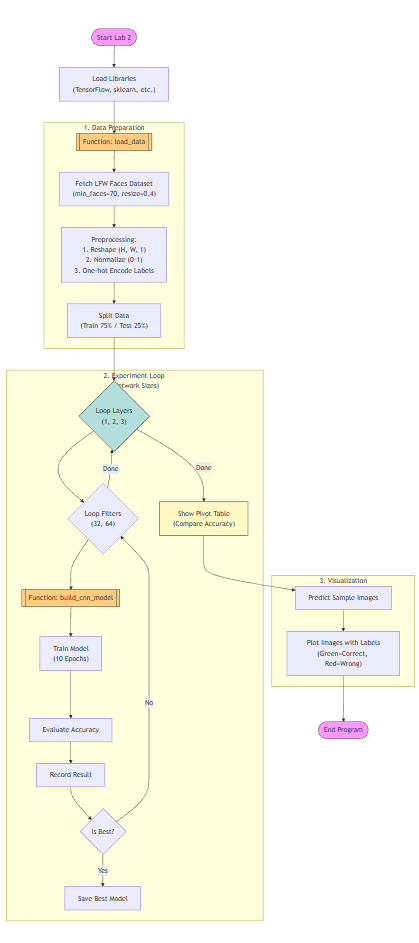 Start Lab 2
Load Libraries
(TensorFlow, sklearn, etc.)
1. Data Preparation
Function: load_data
Fetch LFW Faces Dataset
(min_faces=70, resize=0.4)
Preprocessing:
1. Reshape (H, W, 1)
2. Normalize (0-1)
3. One-hot Encode Labels
Split Data
(Train 75% / Test 25%)
2. Experiment Loop
etwork Sizes)
Loop Layers
(1, 2, 3)
Done
Done
Loop Filters
(32, 64)
Show Pivot Table
(Compare Accuracy)
3. Visualization
Predict Sample Images
Function: build_cnn_model
Train Model
(10 Epochs)
Plot Images with Labels
(Green=Correct,
Red=Wrong)
No
Evaluate Accuracy
End Program
Record Result
Is Best?
Yes
Save Best Model